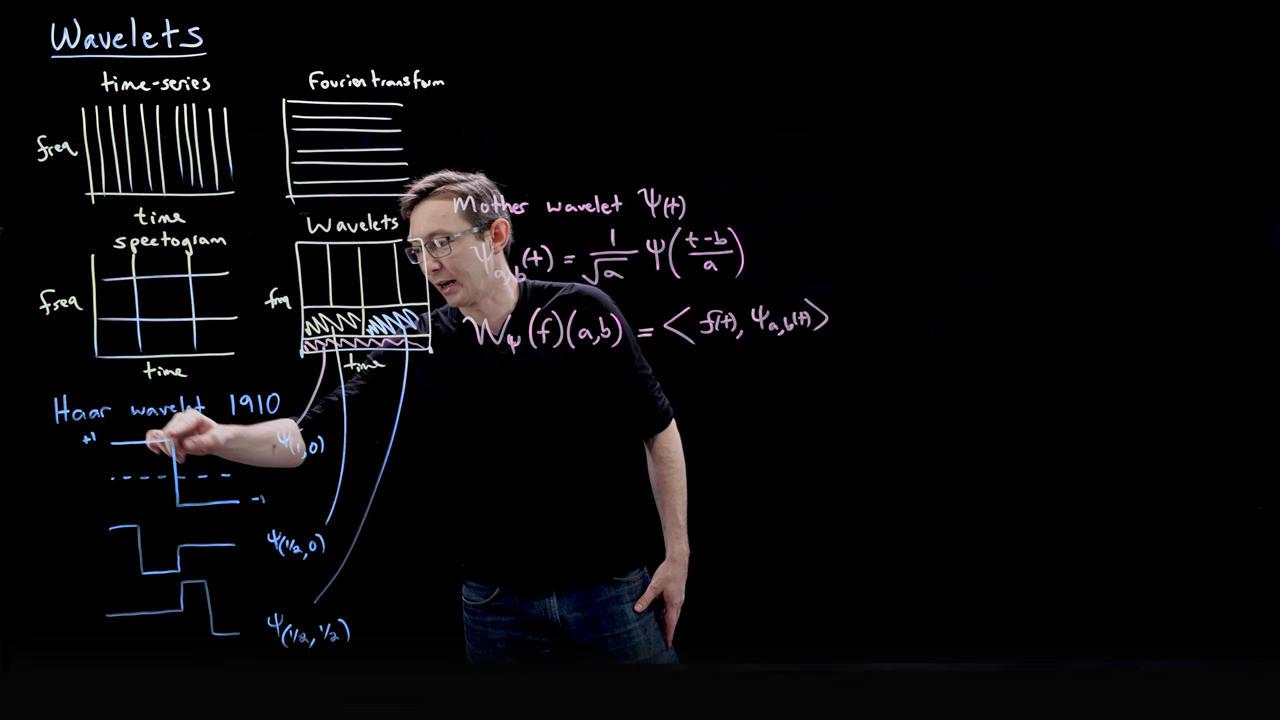 Wavelets
time-series
Fourier transform
freq
time
spectogram
Wavelets
freq
frq
time
time
Mother wavelet Ψ(t)
Ψa,b(t) = 1/√a Ψ(t-b/a)
WΨ(f)(a,b) = <f(t), Ψa,b(t)>
Haar wavelet 1910
+1
Ψ(1,0)
-1
Ψ(1/2,0)
Ψ(1/2,1/2)